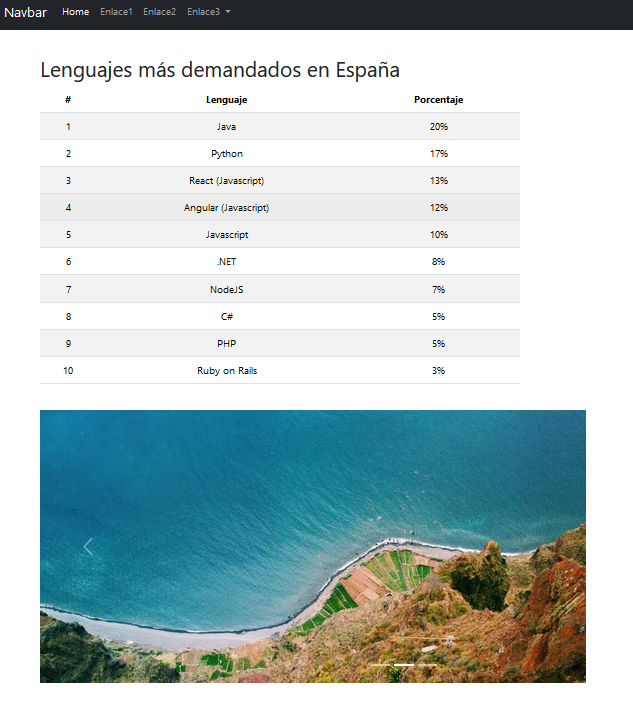 Navbar Home Enlace1 Enlace2 Enlace3
Lenguajes más demandados en España
# Lenguaje Porcentaje
1 Java 20%
2 Python 17%
3 React (Javascript) 13%
4 Angular (Javascript) 12%
5 Javascript 10%
6 .NET 8%
7 NodeJS 7%
8 C# 5%
9 PHP 5%
10 Ruby on Rails 3%